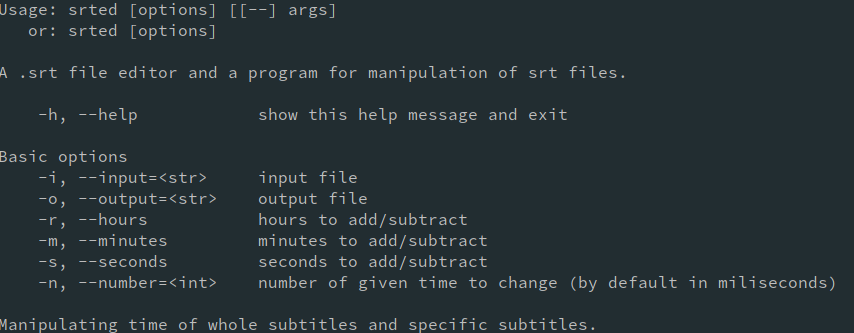 Usage: srted [options] [[--] args]
or: srted [options]
A .srt file editor and a program for manipulation of srt files.
-h, --help show this help message and exit
Basic options
-i, --input=<str> input file
-o, --output=<str> output file
-r, --hours hours to add/subtract
-m, --minutes minutes to add/subtract
-s, --seconds seconds to add/subtract
-n, --number=<int> number of given time to change (by default in miliseconds)
Manipulating time of whole subtitles and specific subtitles.